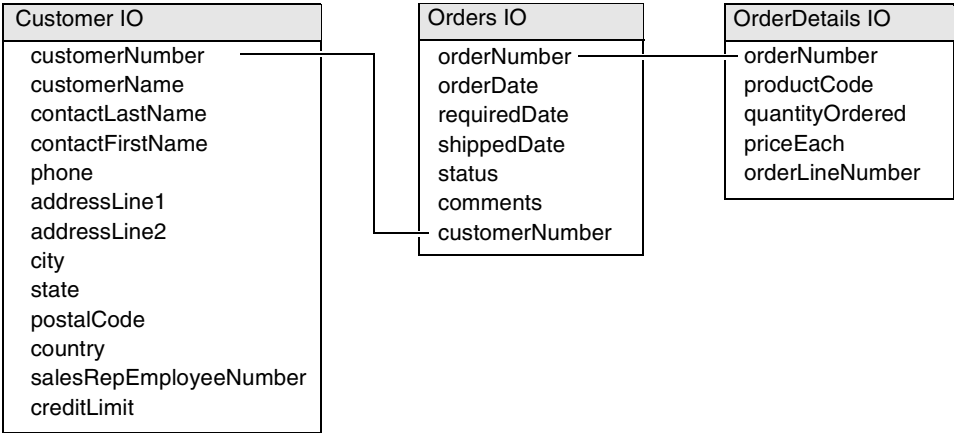 Customer IO
customerNumber
customerName
contactLastName
contactFirstName
phone
addressLine1
addressLine2
city
state
postalCode
country
salesRepEmployeeNumber
creditLimit
Orders IO
orderNumber
orderDate
requiredDate
shippedDate
status
comments
customerNumber
OrderDetails IO
orderNumber
productCode
quantityOrdered
priceEach
orderLineNumber